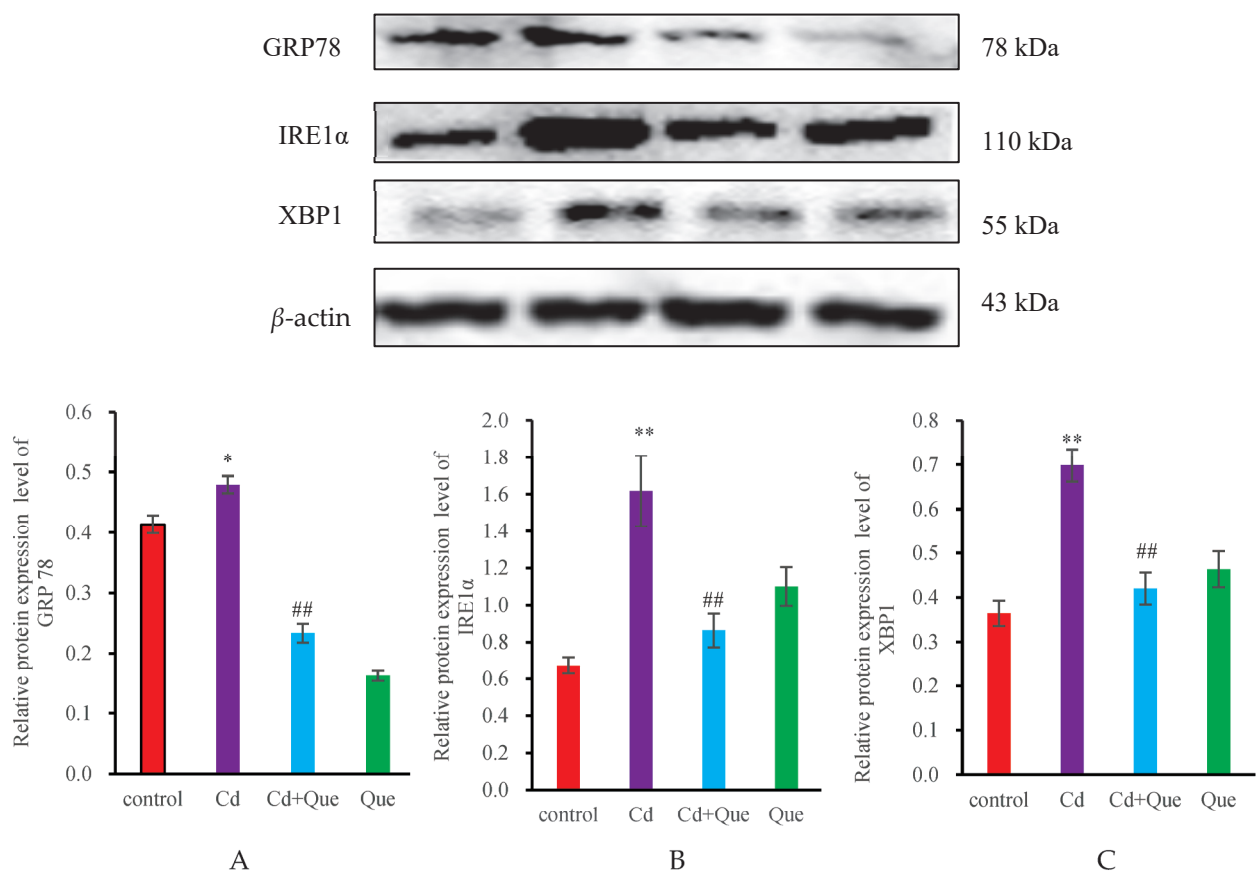 GRP78 78 kDa
IRE1α 110 kDa
XBP1 55 kDa
β-actin 43 kDa
Relative protein expression level of
GRP 78
0.6
0.5
0.4
0.3
0.2
0.1
0.0
*
##
control Cd Cd+Que Que
A
Relative protein expression level of
IRE1α
2.0
1.8
1.6
1.4
1.2
1.0
0.8
0.6
0.4
0.2
0.0
**
##
control Cd Cd+Que Que
B
Relative protein expression level of
XBP1
0.8
0.7
0.6
0.5
0.4
0.3
0.2
0.1
0.0
**
##
control Cd Cd+Que Que
C